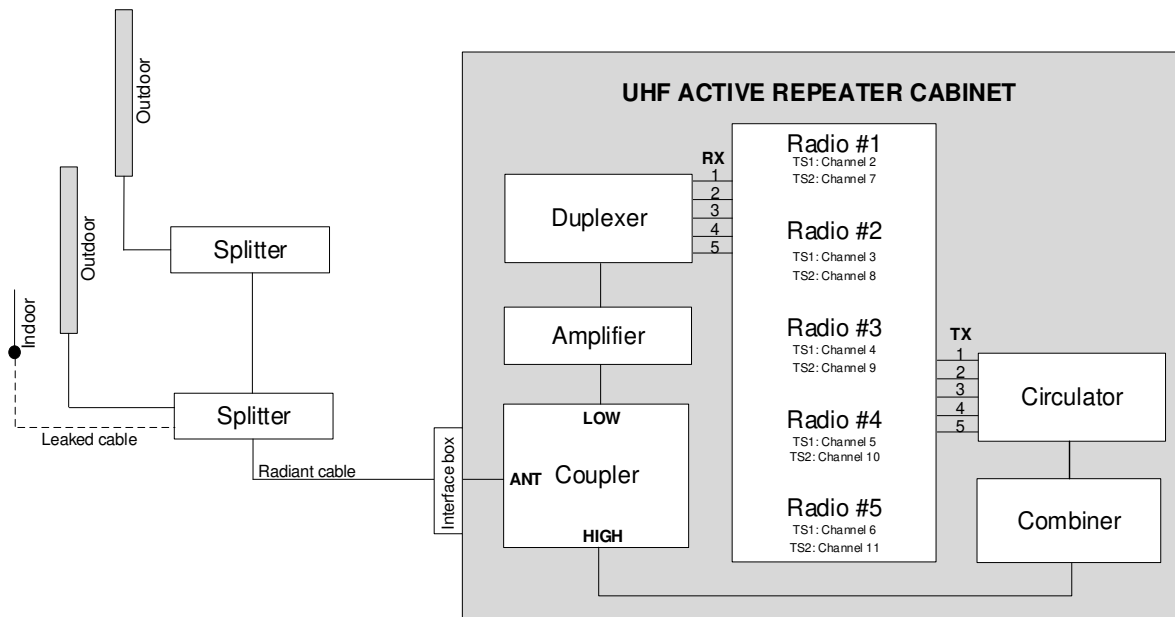 Outdoor
Outdoor
Indoor
Splitter
Splitter
Leaked cable
Radiant cable
Interface box
UHF ACTIVE REPEATER CABINET
Duplexer
RX
1
2
3
4
5
Amplifier
LOW
ANT
Coupler
HIGH
Radio #1
TS1: Channel 2
TS2: Channel 7
Radio #2
TS1: Channel 3
TS2: Channel 8
Radio #3
TS1: Channel 4
TS2: Channel 9
Radio #4
TS1: Channel 5
TS2: Channel 10
Radio #5
TS1: Channel 6
TS2: Channel 11
TX
1
2
3
4
5
Circulator
Combiner